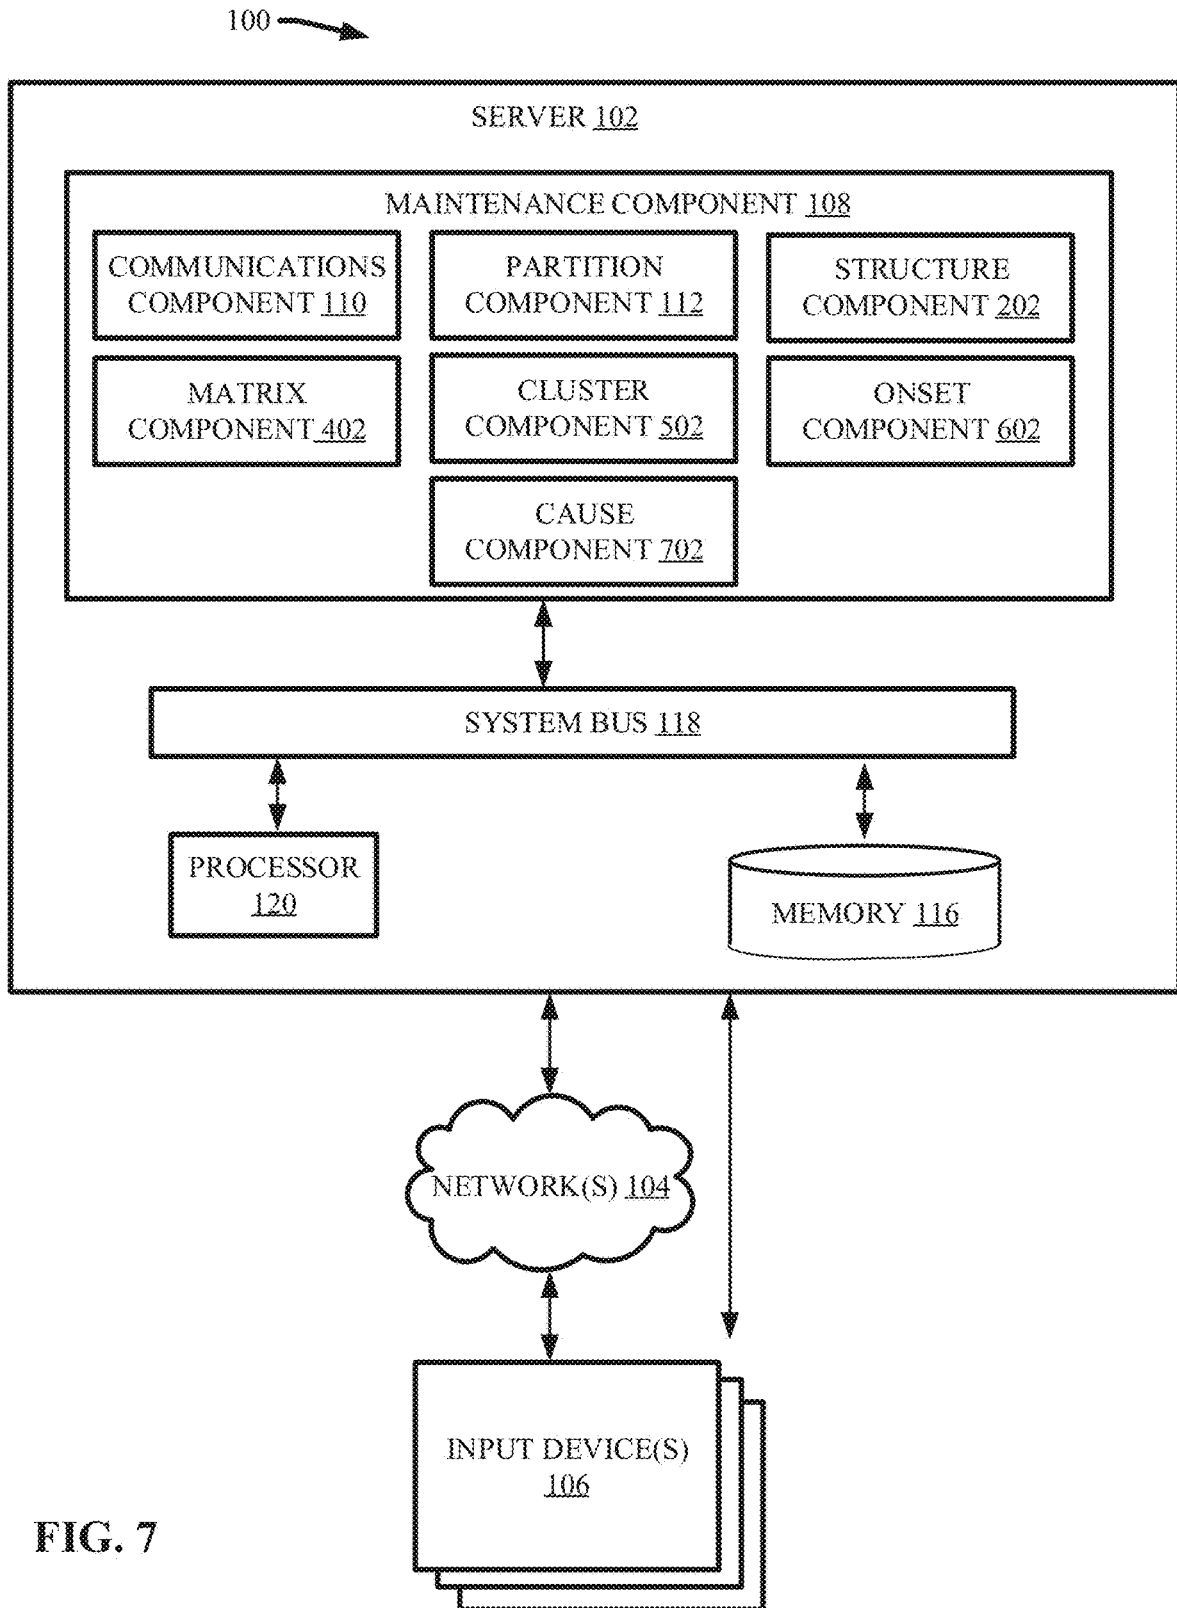 100
SERVER 102
MAINTENANCE COMPONENT 108
COMMUNICATIONS
COMPONENT 110
PARTITION
COMPONENT 112
STRUCTURE
COMPONENT 202
MATRIX
COMPONENT 402
CLUSTER
COMPONENT 502
ONSET
COMPONENT 602
CAUSE
COMPONENT 702
SYSTEM BUS 118
PROCESSOR
120
MEMORY 116
NETWORK(S) 104
INPUT DEVICE(S)
106
FIG. 7